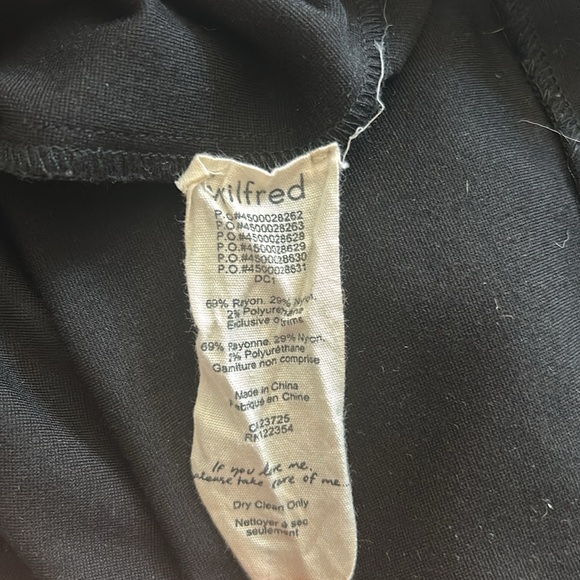 wilfred
P.O.#4500028262
P.O.#4500028263
P.O.#4500028628
P.O.#4500028629
P.O.#4500028630
P.O.#4500028631
DC1
69% Rayon. 29% Nylon,
2% Polyurethane
Exclusive of trims
69% Rayonne. 29% Nylon,
2% Polyuréthane
Garniture non comprise
Made in China
Fabriqué en Chine
CA23725
RN122354
If you love me,
please take care of me...
Dry Clean Only
Nettoyer à sec
seulement